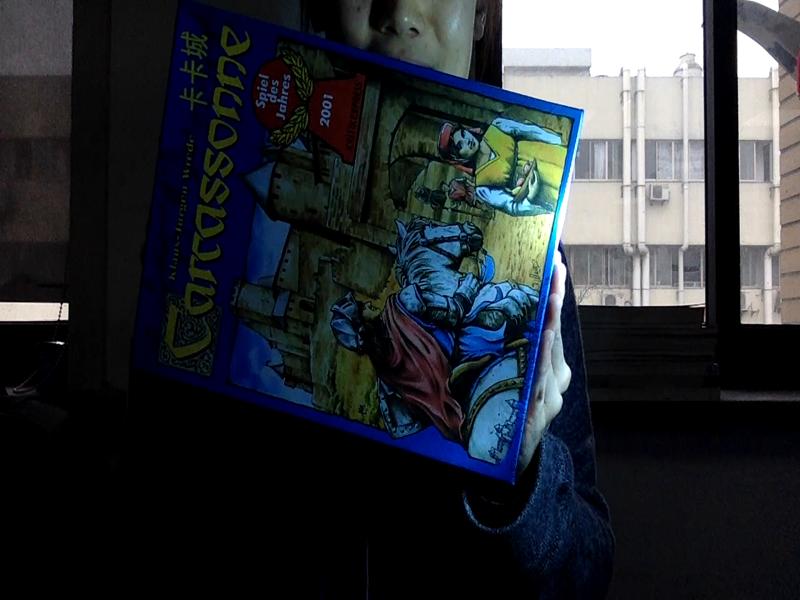 卡卡城
Klaus-Jürgen Wrede
Carcassonne
Spiel
des
Jahres
2001